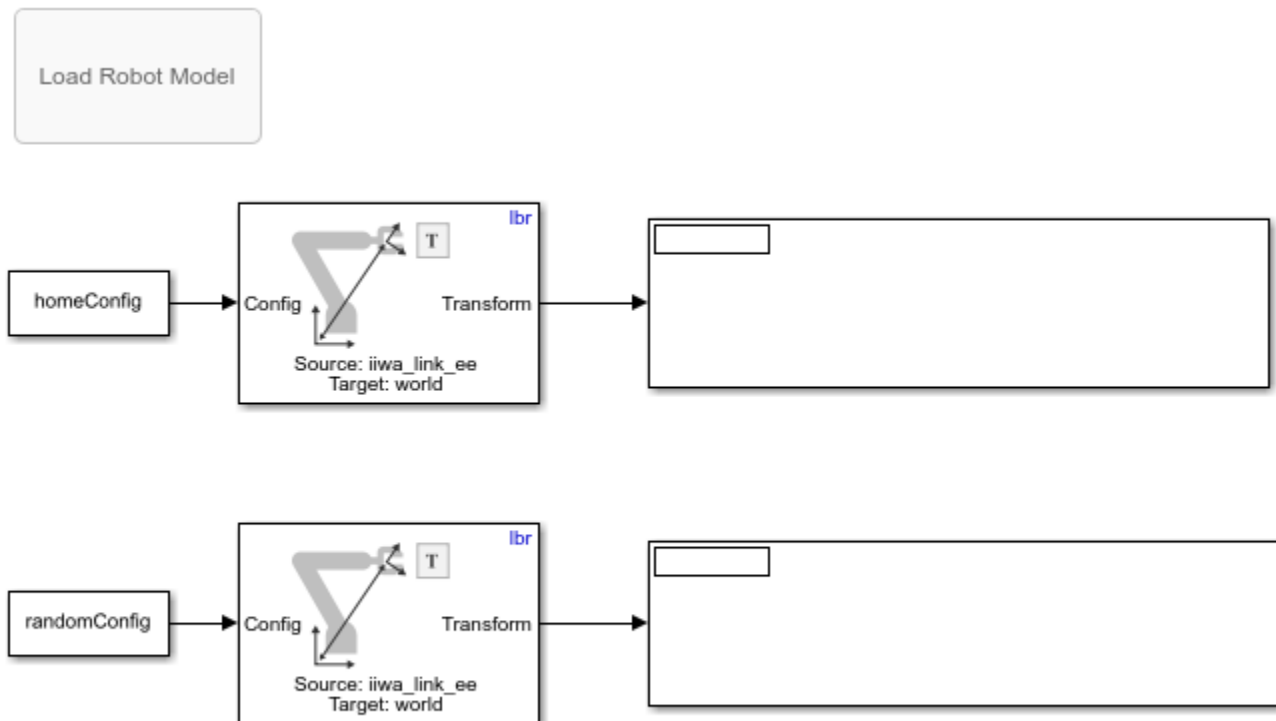 Load Robot Model
lbr
T
homeConfig
Config
Transform
Source: iiwa_link_ee
Target: world
lbr
T
randomConfig
Config
Transform
Source: iiwa_link_ee
Target: world